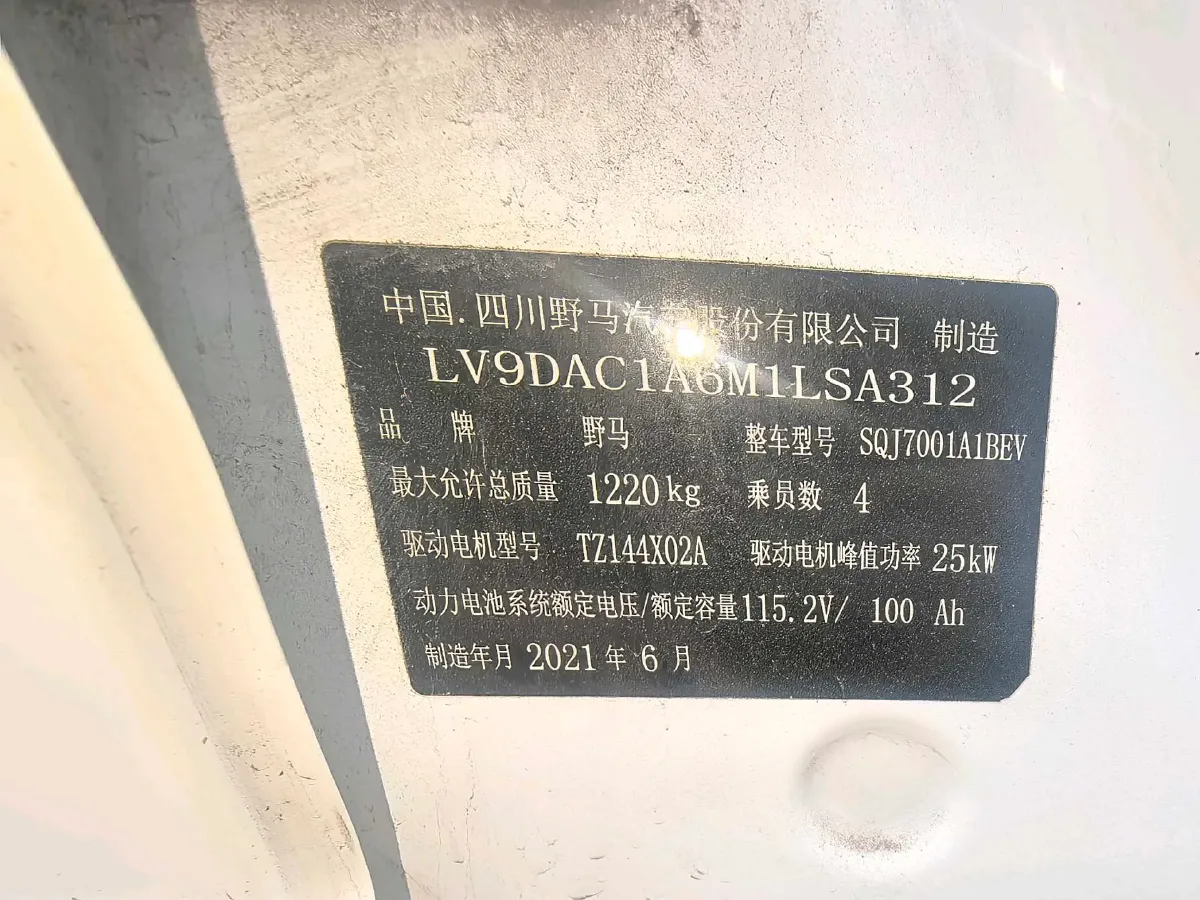 中国.四川野马汽车股份有限公司 制造
LV9DAC1A6M1LSA312
品 牌 野马 整车型号 SQJ7001A1BEV
最大允许总质量 1220kg 乘员数 4
驱动电机型号 TZ144X02A 驱动电机峰值功率 25kW
动力电池系统额定电压/额定容量115.2V/ 100 Ah
制造年月 2021年 6 月